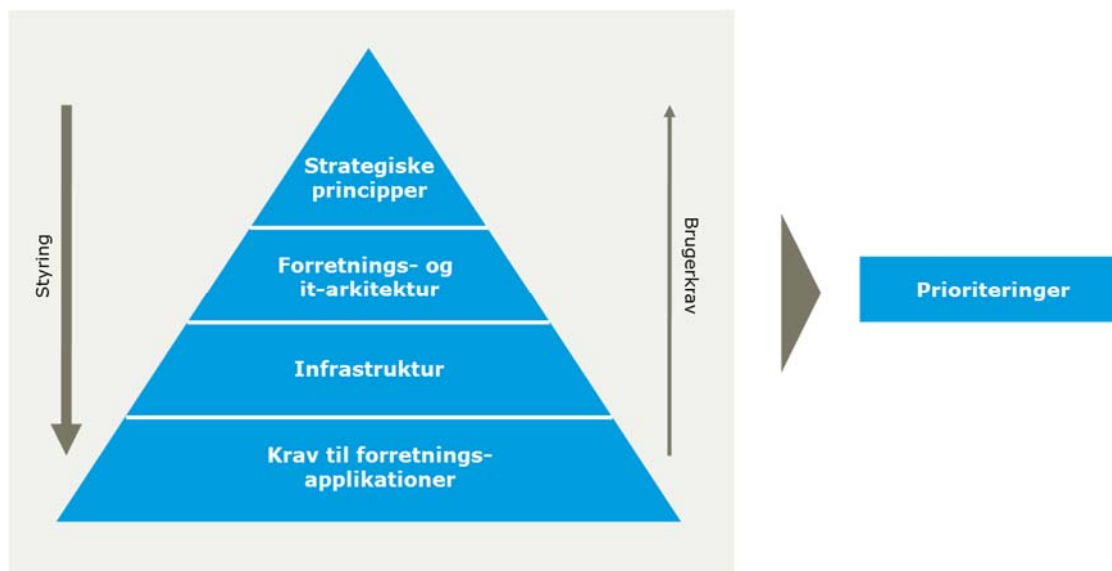 Strategiske
principper
Styring
Forretnings- og
it-arkitektur
Brugerkrav
Prioriteringer
Infrastruktur
Krav til forretnings-
applikationer